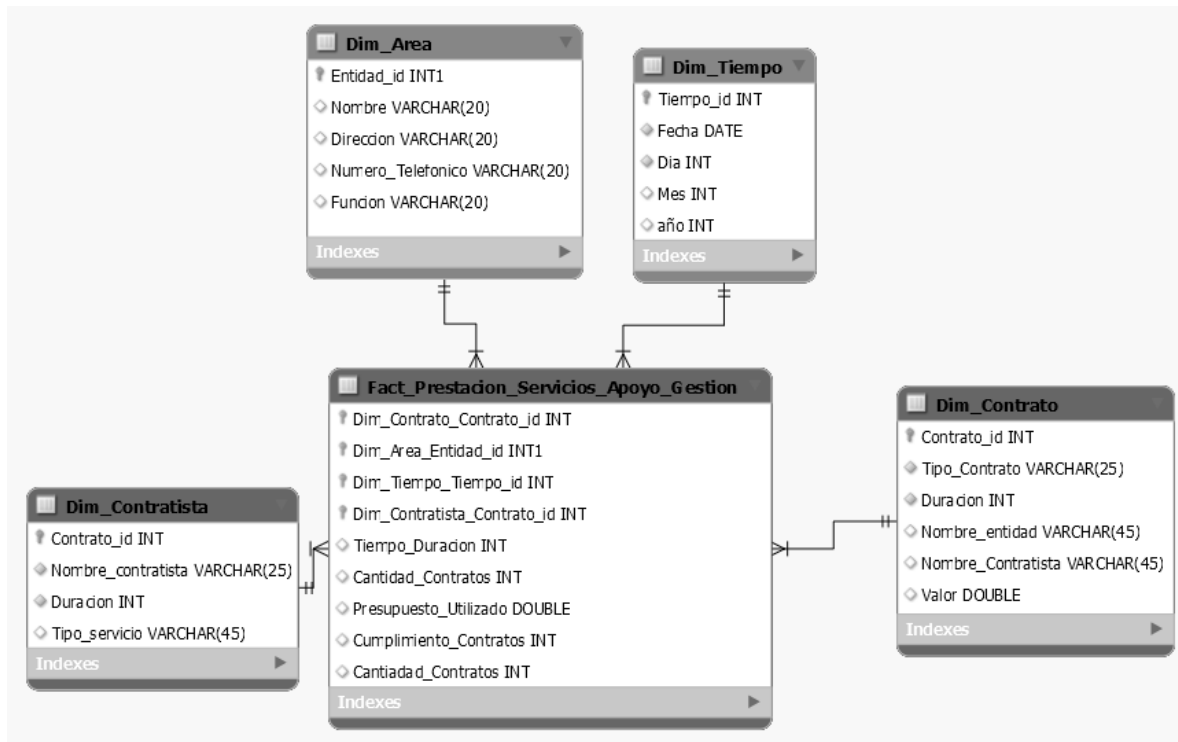 Dim_Area
Entidad_id INT1
Nombre VARCHAR(20)
Direccion VARCHAR(20)
Numero_Telefonico VARCHAR(20)
Funcion VARCHAR(20)
Indexes
Dim_Tiempo
Tiempo_id INT
Fecha DATE
Dia INT
Mes INT
año INT
Indexes
Fact_Prestacion_Servicios_Apoyo_Gestion
Dim_Contrato_Contrato_id INT
Dim_Area_Entidad_id INT1
Dim_Tiempo_Tiempo_id INT
Dim_Contratista_Contrato_id INT
Tiempo_Duracion INT
Cantidad_Contratos INT
Presupuesto_Utilizado DOUBLE
Cumplimiento_Contratos INT
Cantiadad_Contratos INT
Indexes
Dim_Contratista
Contrato_id INT
Nombre_contratista VARCHAR(25)
Duracion INT
Tipo_servicio VARCHAR(45)
Indexes
Dim_Contrato
Contrato_id INT
Tipo_Contrato VARCHAR(25)
Duracion INT
Nombre_entidad VARCHAR(45)
Nombre_Contratista VARCHAR(45)
Valor DOUBLE
Indexes